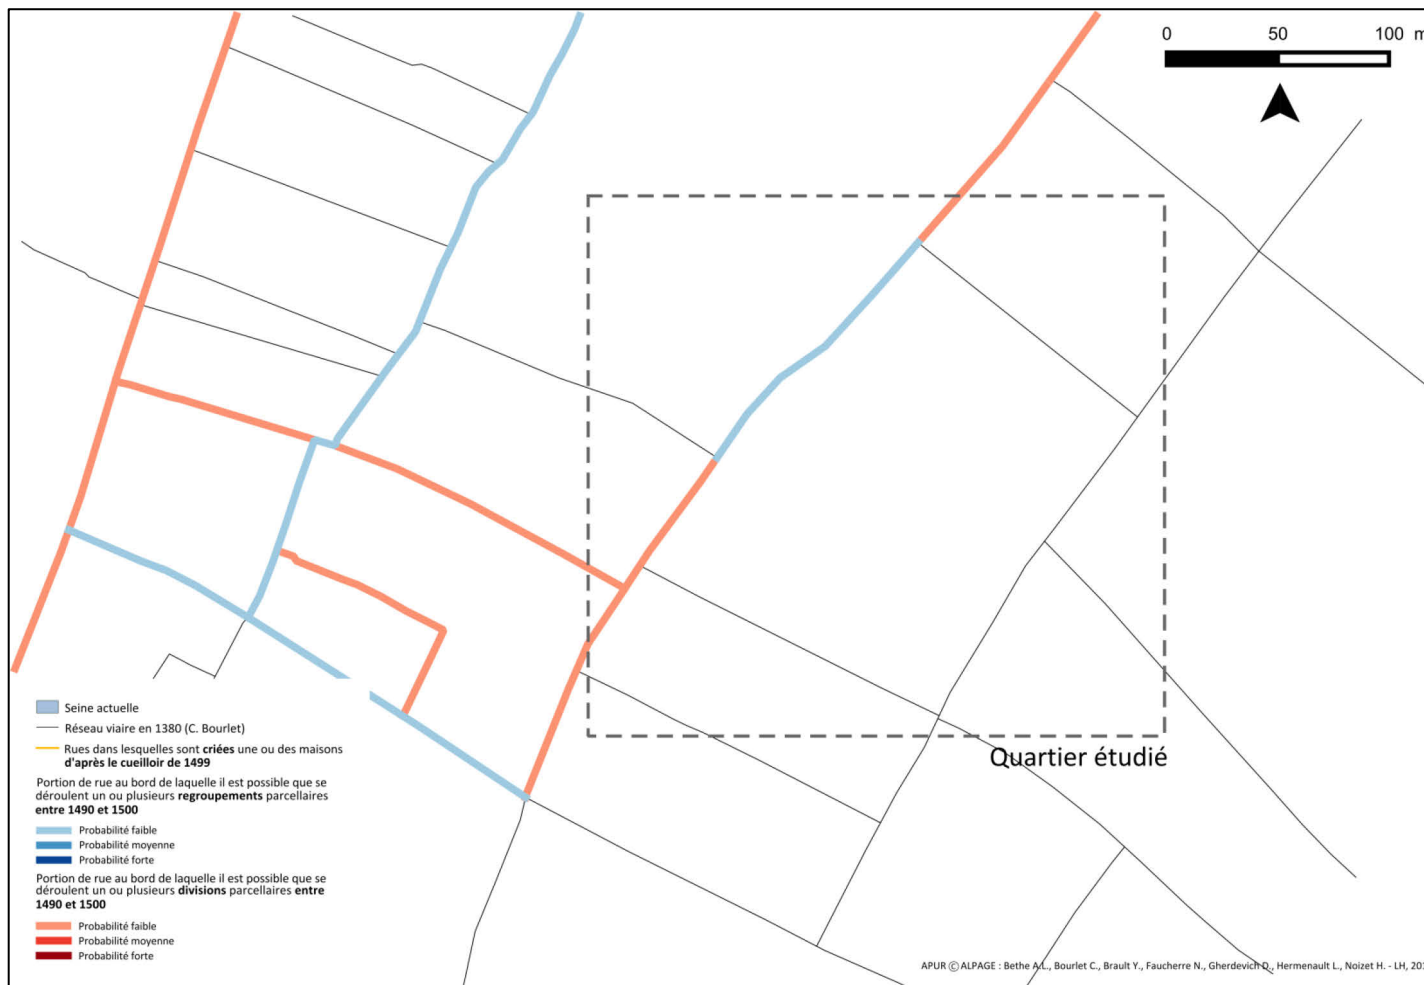 0 50 100 m
Quartier étudié
Seine actuelle
Réseau viaire en 1380 (C. Bourlet)
Rues dans lesquelles sont criées une ou des maisons
d'après le cueilloir de 1499
Portion de rue au bord de laquelle il est possible que se
déroulent un ou plusieurs regroupements parcellaires
entre 1490 et 1500
Probabilité faible
Probabilité moyenne
Probabilité forte
Portion de rue au bord de laquelle il est possible que se
déroulent un ou plusieurs divisions parcellaires entre
1490 et 1500
Probabilité faible
Probabilité moyenne
Probabilité forte
APUR © ALPAGE : Bethe A.L., Bourlet C., Brault Y., Faucherre N., Gherdevich D., Hermenault L., Noizet H. - LH, 201